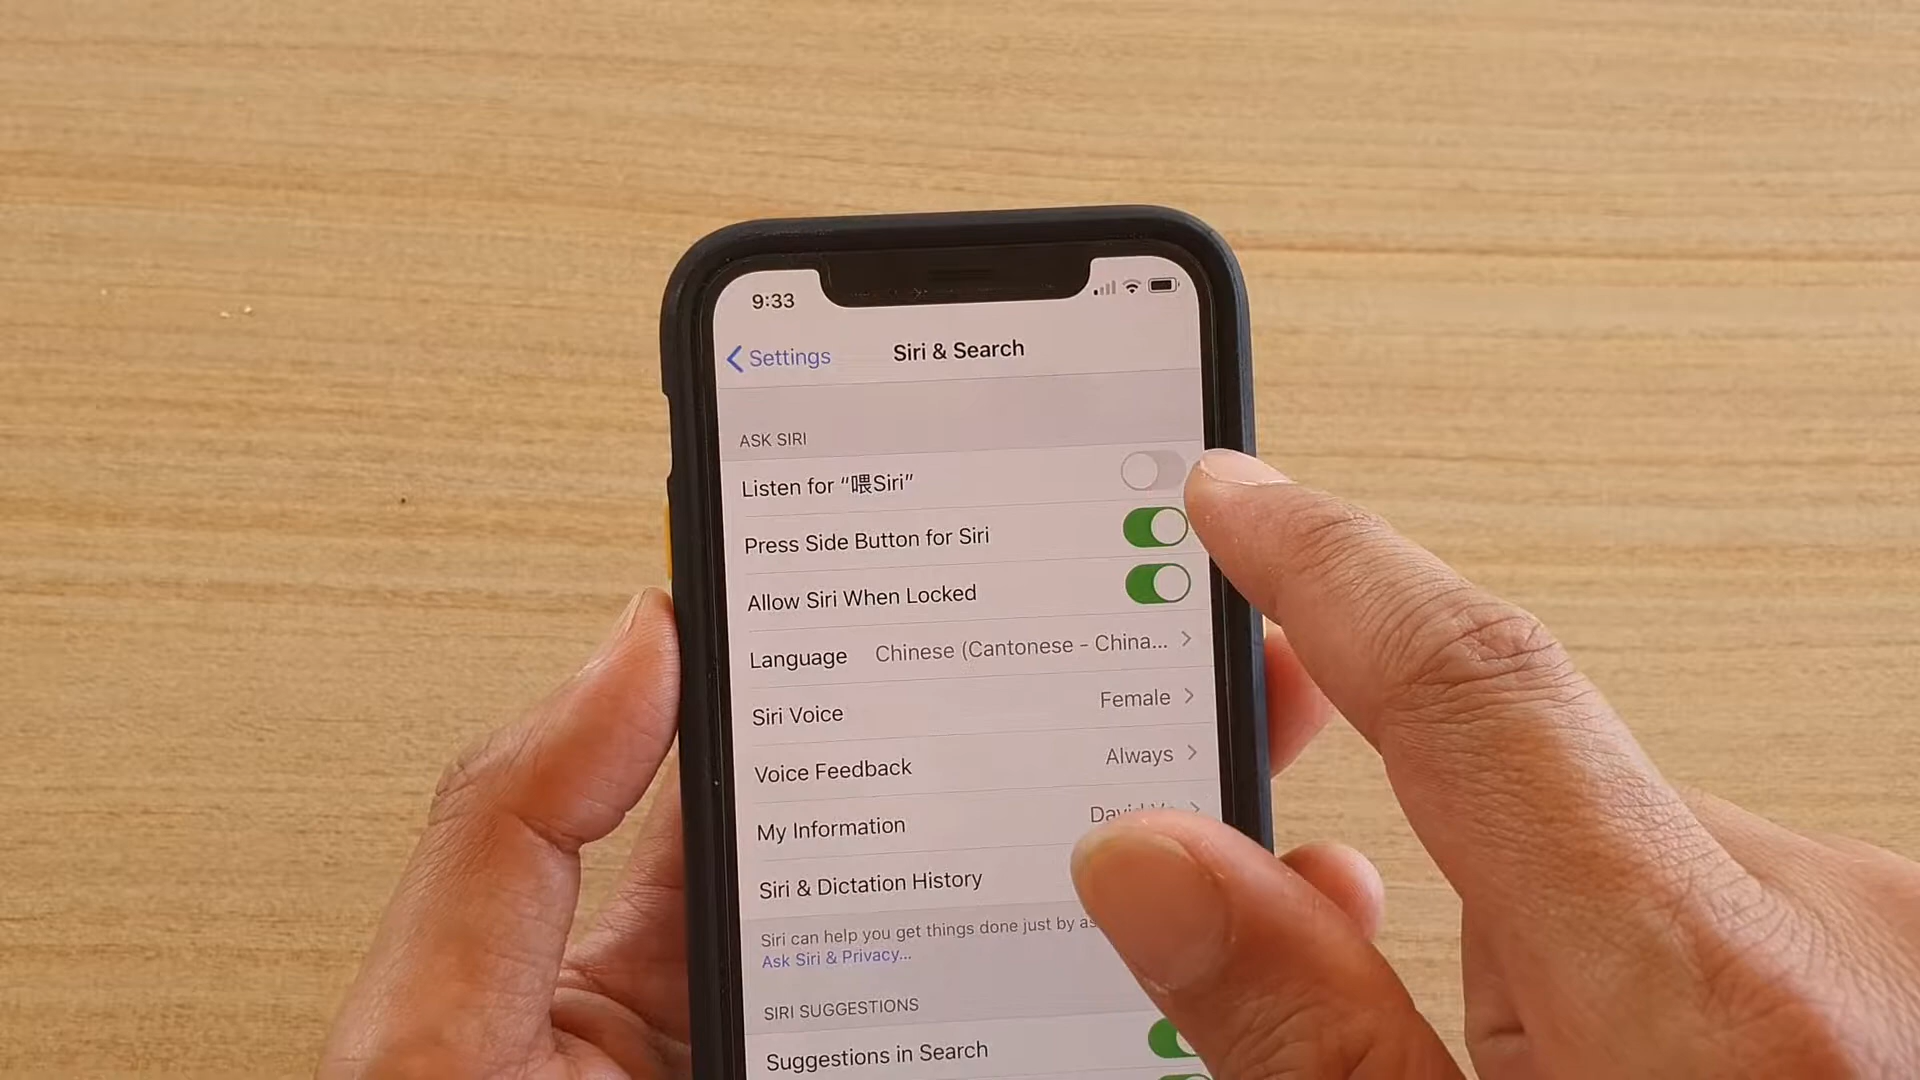 9:33
Settings
Siri & Search
ASK SIRI
Listen for “喂Siri”
Press Side Button for Siri
Allow Siri When Locked
Language Chinese (Cantonese - China...
Siri Voice Female
Voice Feedback Always
My Information David
Siri & Dictation History
Siri can help you get things done just by
Ask Siri & Privacy...
SIRI SUGGESTIONS
Suggestions in Search